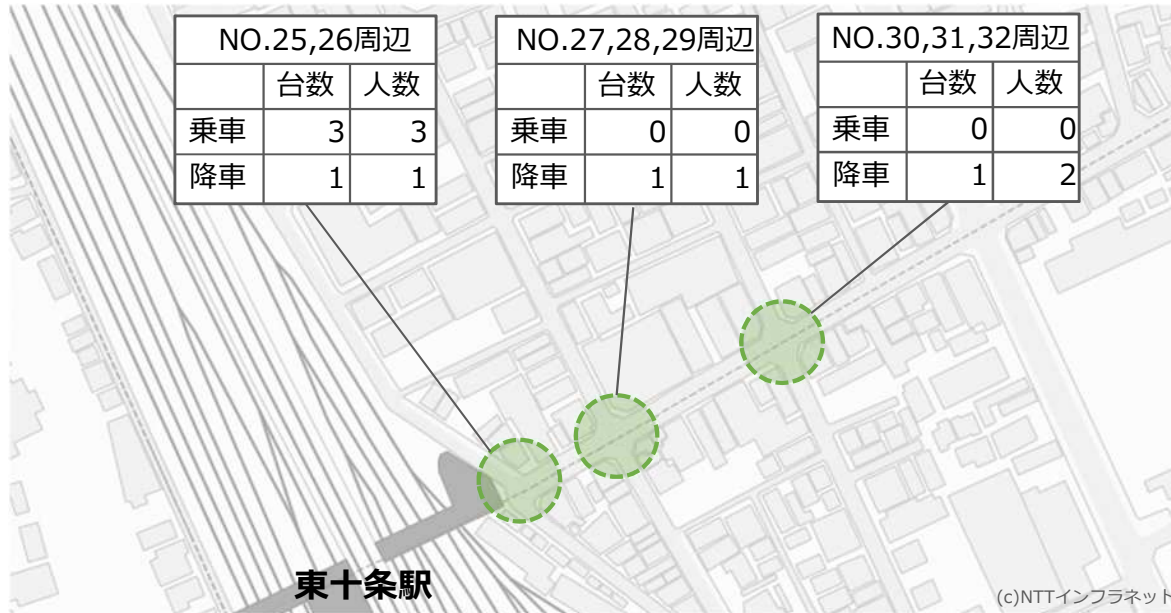 NO.25,26周辺
台数 人数
乗車 3 3
降車 1 1
NO.27,28,29周辺
台数 人数
乗車 0 0
降車 1 1
NO.30,31,32周辺
台数 人数
乗車 0 0
降車 1 2
東十条駅
(c)NTTインフラネット